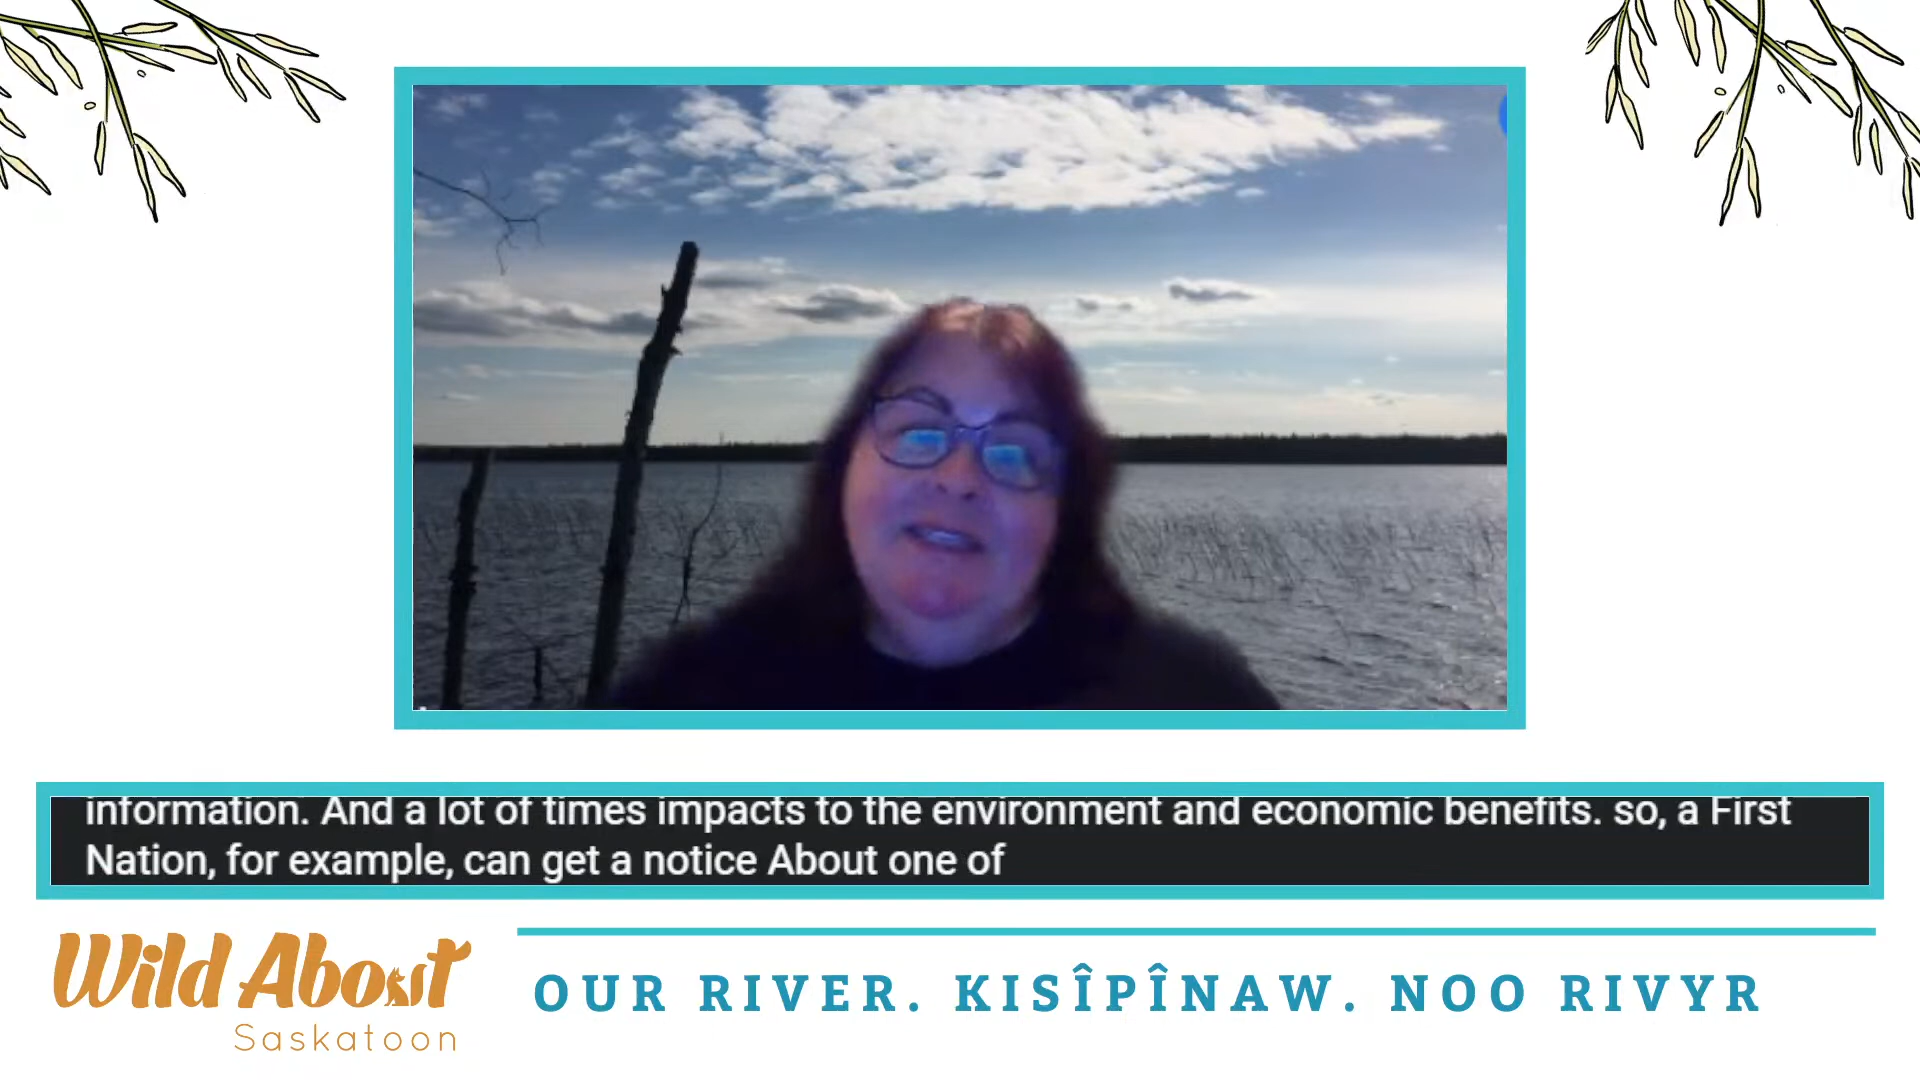 information. And a lot of times impacts to the environment and economic benefits. so, a First
Nation, for example, can get a notice About one of
Wild About
Saskatoon
OUR RIVER. KISÎPÎNAW. NOO RIVYR